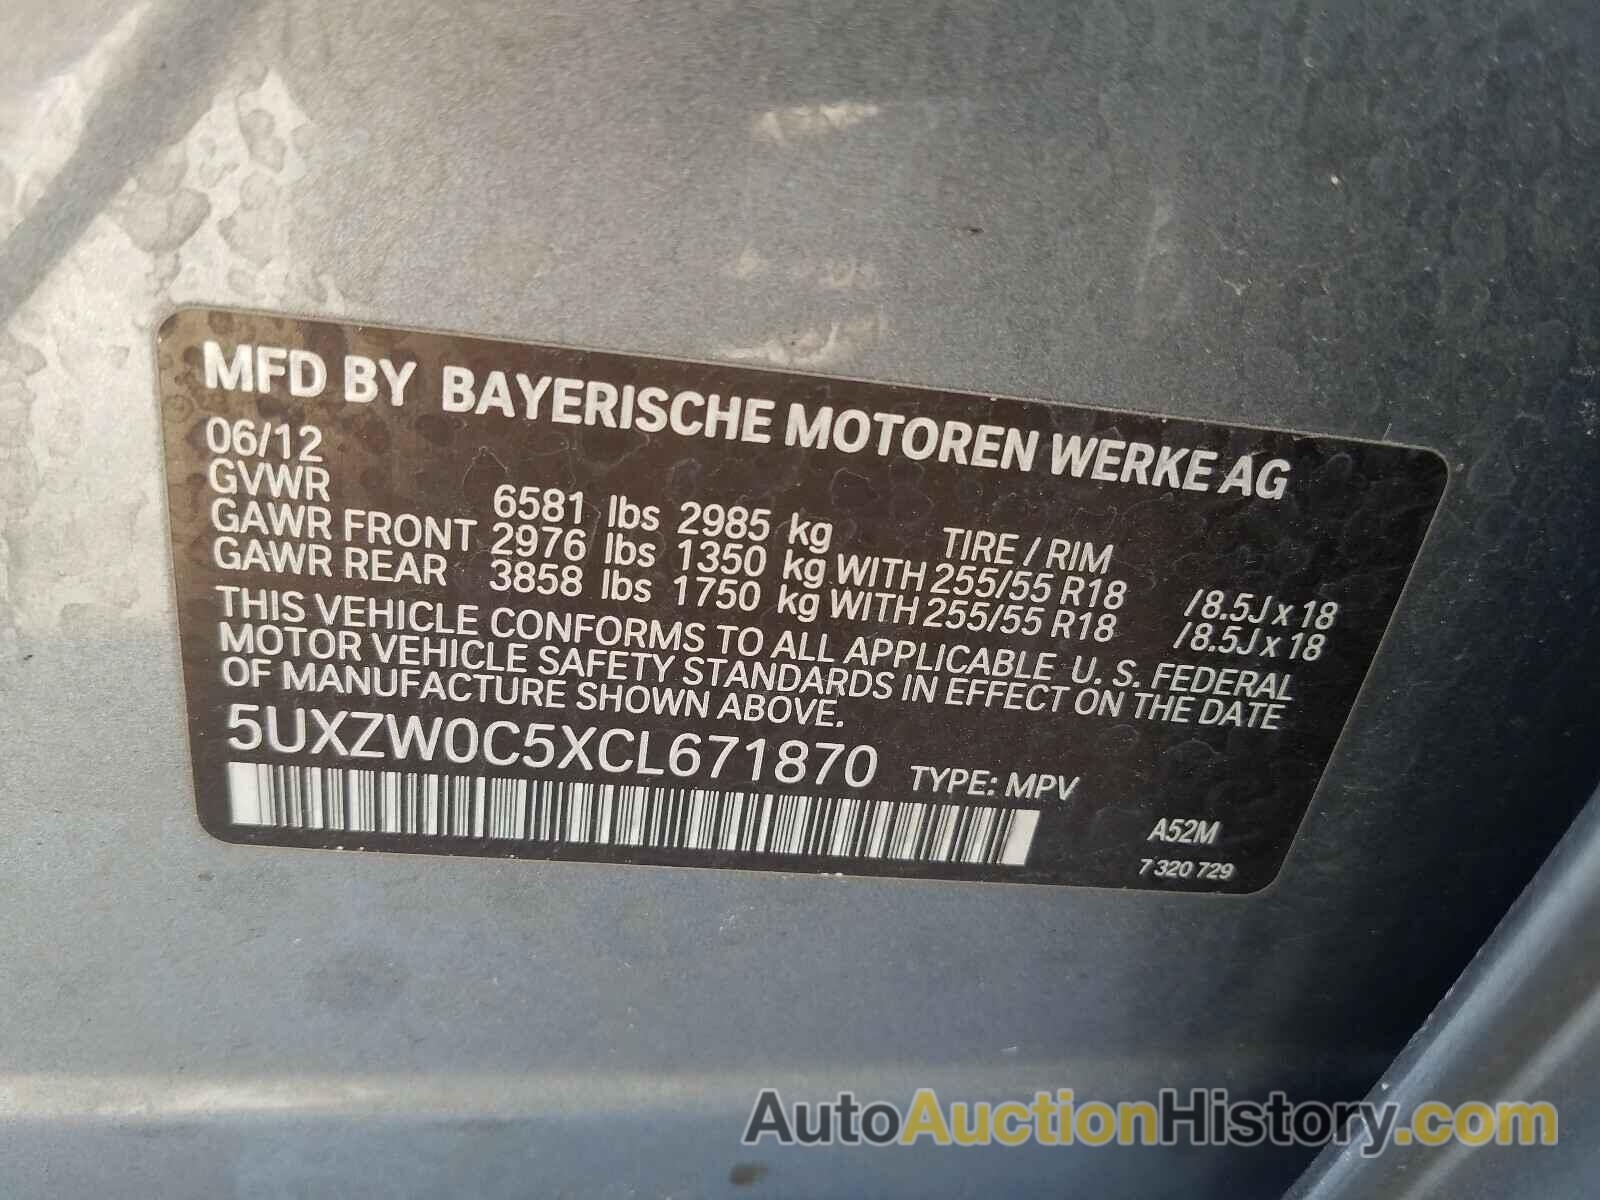 MFD BY BAYERISCHE MOTOREN WERKE AG
06/12
GVWR 6581 lbs 2985 kg TIRE / RIM
GAWR FRONT 2976 lbs 1350 kg WITH 255/55 R18 / 8.5J x 18
GAWR REAR 3858 lbs 1750 kg WITH 255/55 R18 / 8.5J x 18
THIS VEHICLE CONFORMS TO ALL APPLICABLE U. S. FEDERAL
MOTOR VEHICLE SAFETY STANDARDS IN EFFECT ON THE DATE
OF MANUFACTURE SHOWN ABOVE.
5UXZW0C5XCL671870 TYPE: MPV
A52M
7 320 729
AutoAuctionHistory.com